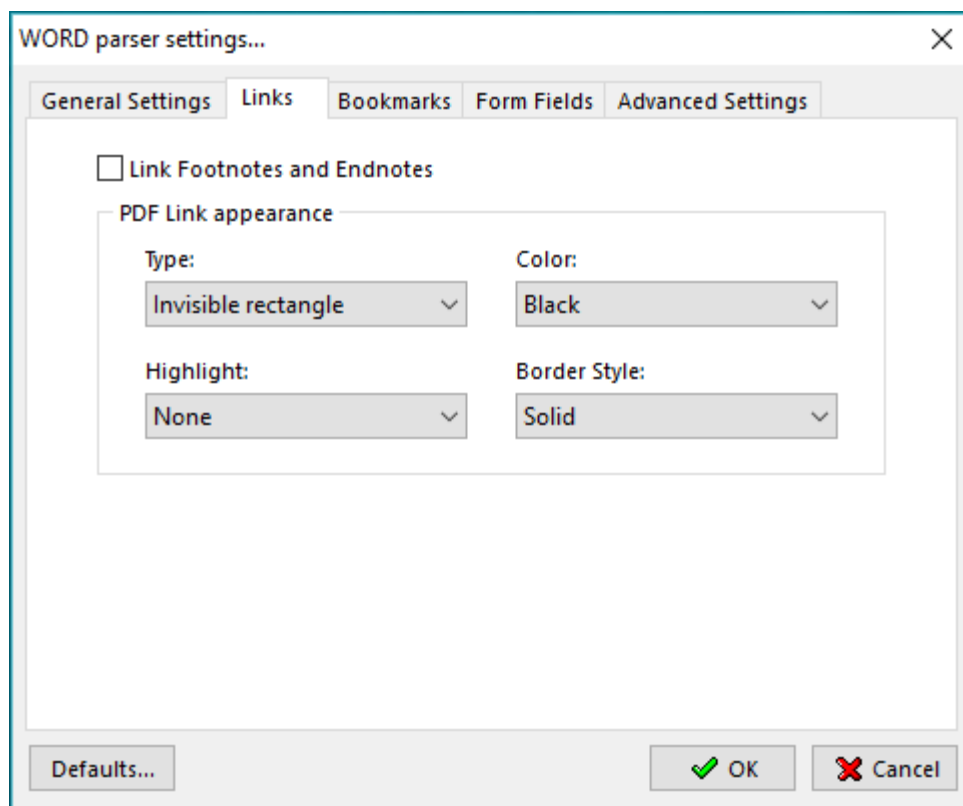 WORD parser settings...
General Settings Links Bookmarks Form Fields Advanced Settings
Link Footnotes and Endnotes
PDF Link appearance
Type: Color:
Invisible rectangle Black
Highlight: Border Style:
None Solid
Defaults... OK Cancel